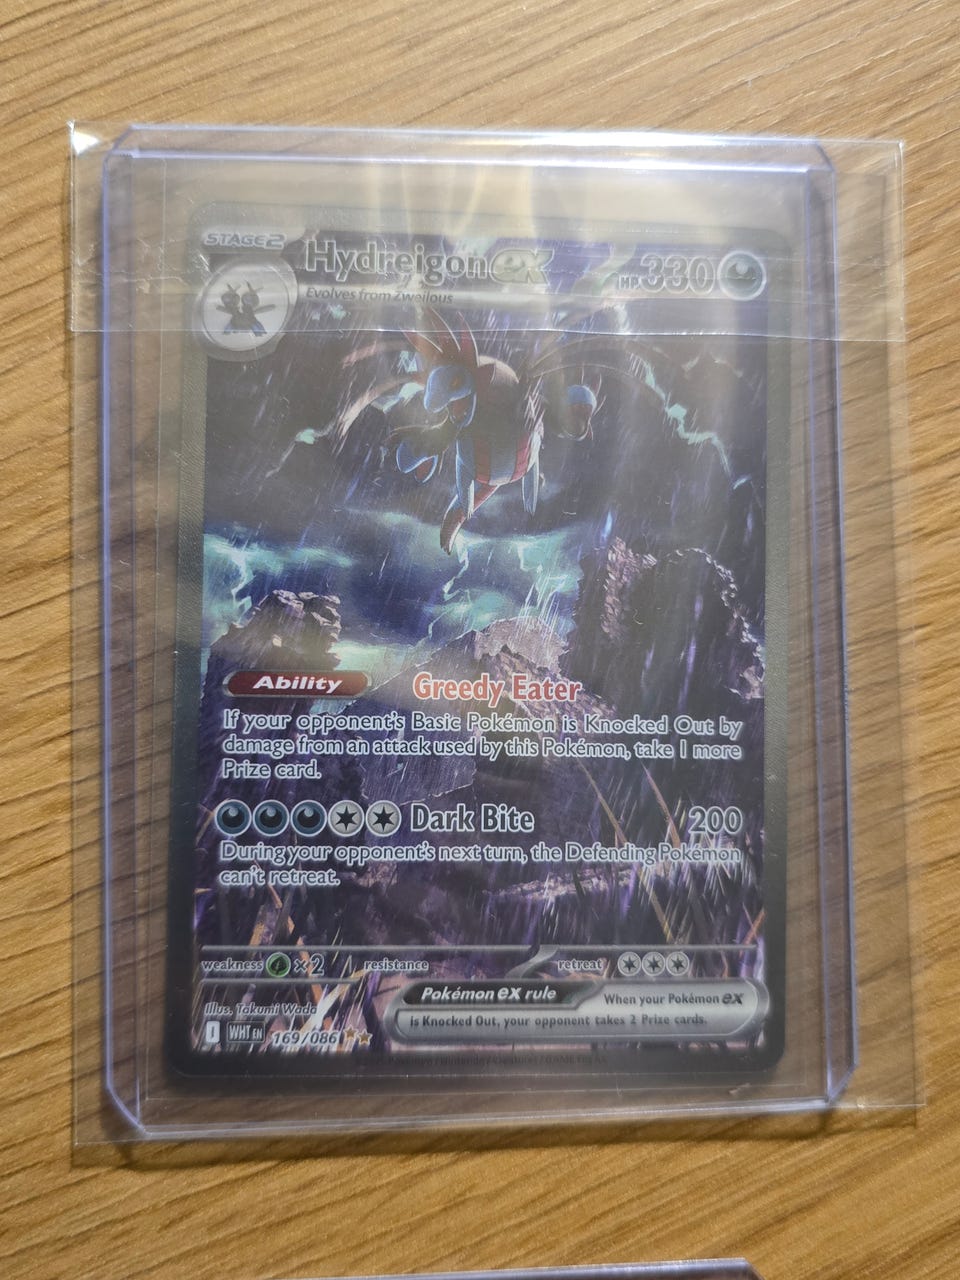 STAGE2
Hydreigon ex
HP 330
Evolves from Zweilous
Ability
Greedy Eater
If your opponent's Basic Pokémon is Knocked Out by
damage from an attack used by this Pokémon, take 1 more
Prize card.
Dark Bite 200
During your opponent's next turn, the Defending Pokémon
can't retreat.
weakness ×2 resistance retreat
Pokémon ex rule
When your Pokémon ex
is Knocked Out, your opponent takes 2 Prize cards.
Illus. Takumi Wada
I WHT EN 169/086